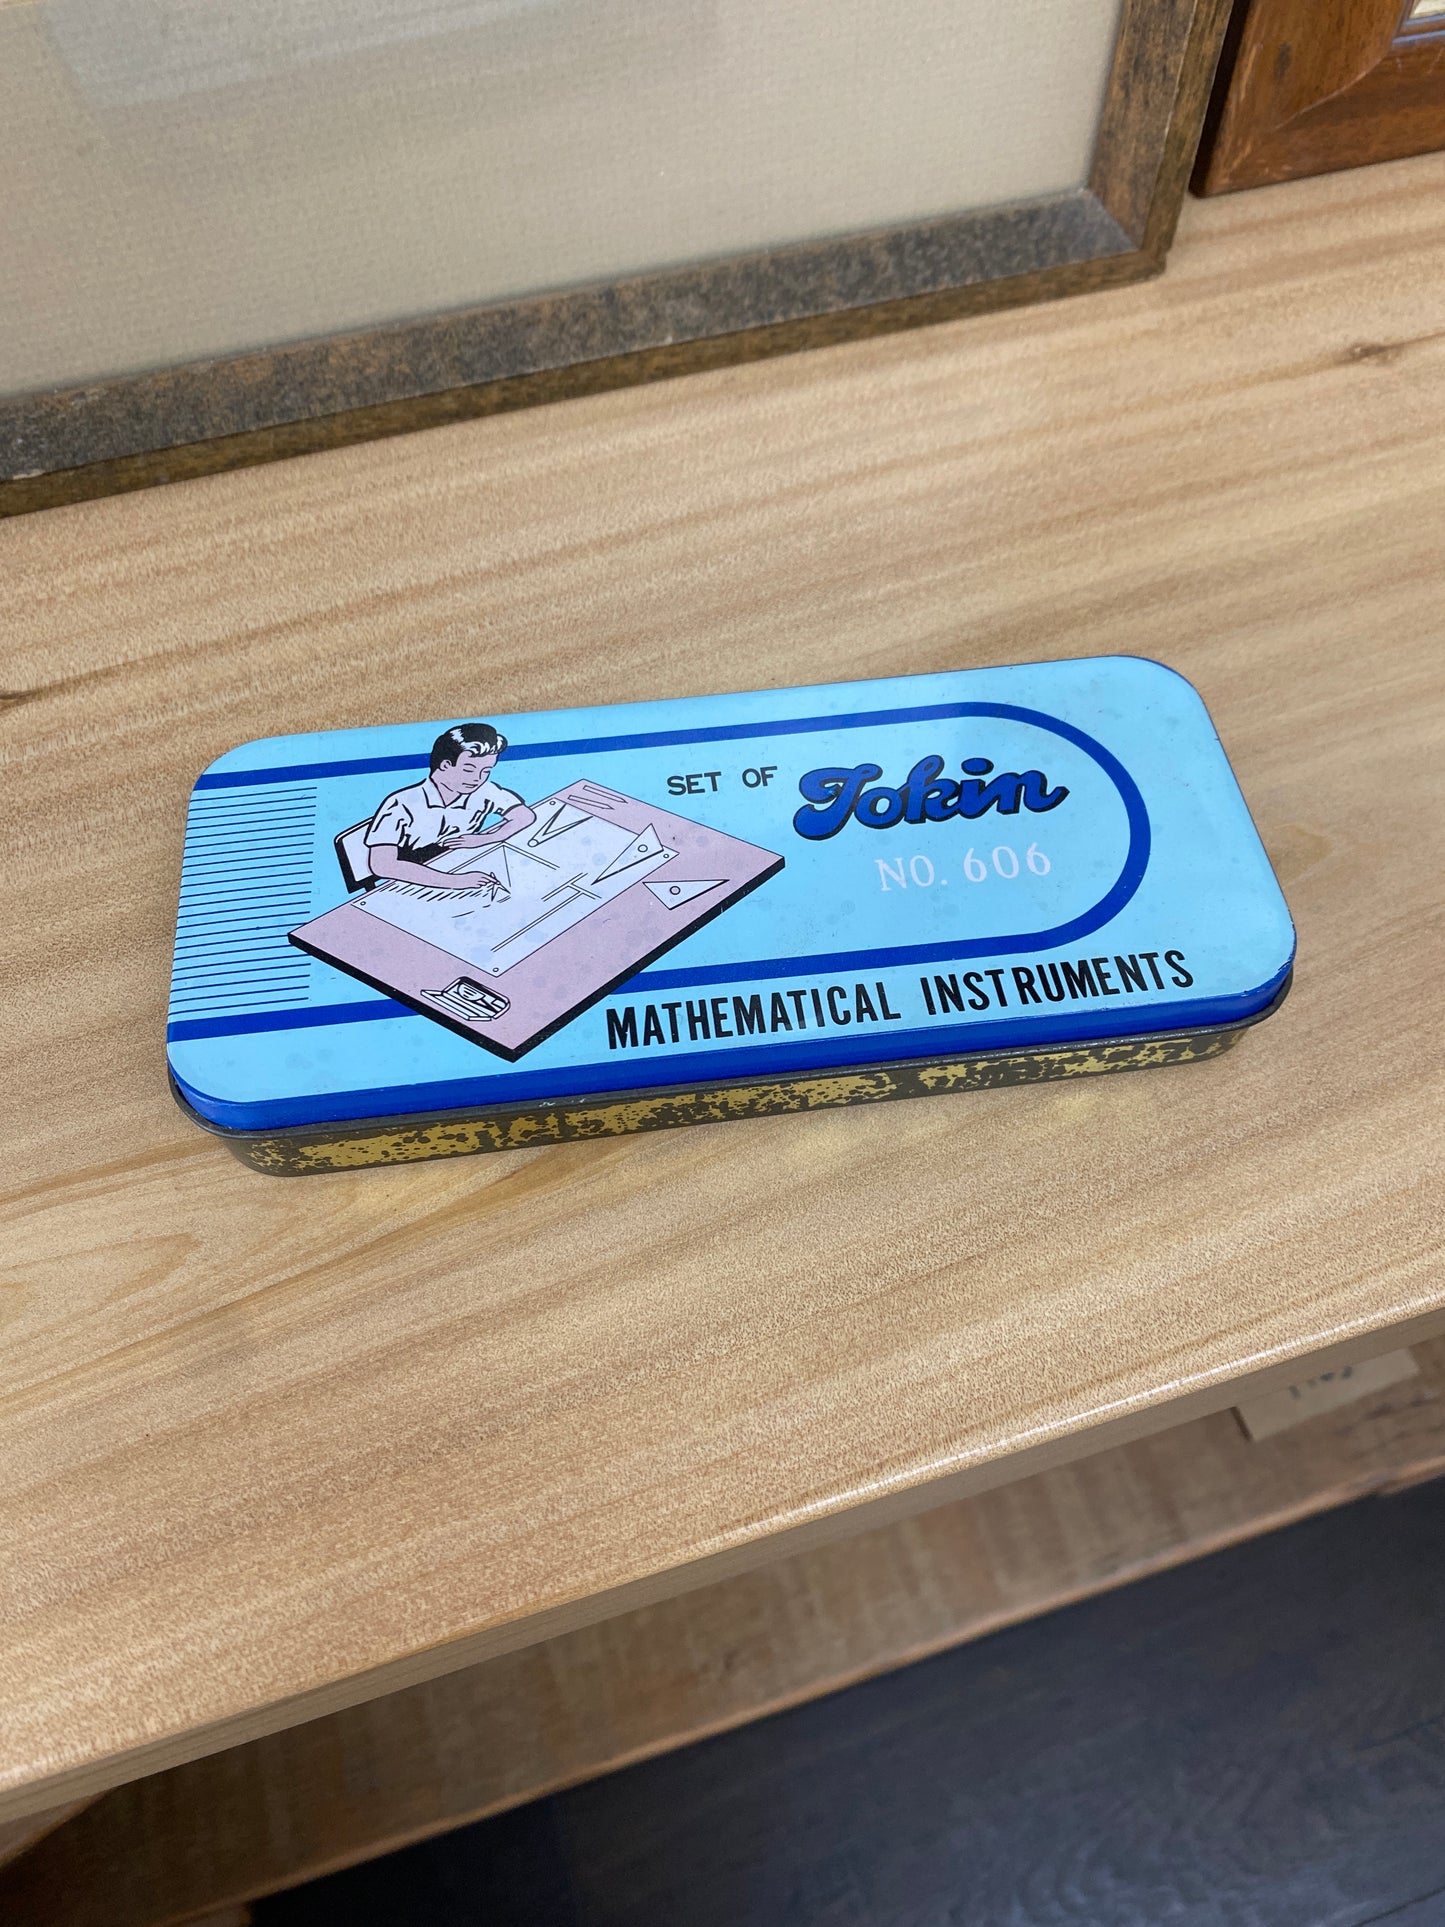 SET OF Tokin
NO. 606
MATHEMATICAL INSTRUMENTS